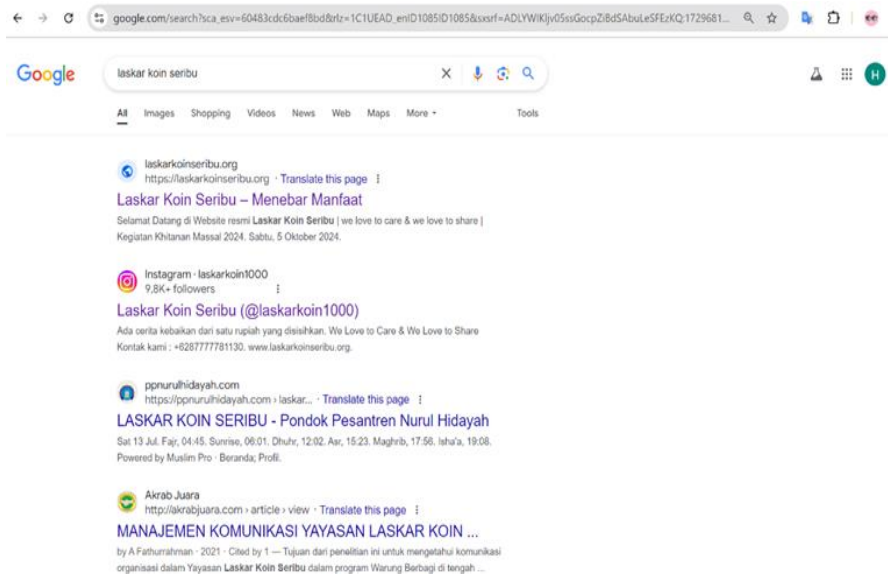 google.com/search?sca_esv=60483cdc6baef8bd&rlz=1C1UEAD_enID1085ID1085&sxsrf=ADLYWIKljv05ssGocpZiBdSAbuLeSFEzKQ:1729681...
Google
laskar koin seribu
H
All Images Shopping Videos News Web Maps More Tools
laskarkoinseribu.org
https://laskarkoinseribu.org · Translate this page
Laskar Koin Seribu – Menebar Manfaat
Selamat Datang di Website resmi Laskar Koin Seribu | we love to care & we love to share |
Kegiatan Khitanan Massal 2024. Sabtu, 5 Oktober 2024.
Instagram · laskarkoin1000
9,8K+ followers
Laskar Koin Seribu (@laskarkoin1000)
Ada cerita kebaikan dari satu rupiah yang disisihkan. We Love to Care & We Love to Share
Kontak kami : +6287777781130. www.laskarkoinseribu.org.
ppnurulhidayah.com
https://ppnurulhidayah.com › laskar... · Translate this page
LASKAR KOIN SERIBU - Pondok Pesantren Nurul Hidayah
Sat 13 Jul. Fajr, 04:45. Sunrise, 06:01. Dhuhr, 12:02. Asr, 15:23. Maghrib, 17:56. Isha'a, 19:08.
Powered by Muslim Pro · Beranda; Profil.
Akrab Juara
http://akrabjuara.com › article › view · Translate this page
MANAJEMEN KOMUNIKASI YAYASAN LASKAR KOIN ...
by A Fathurrahman · 2021 · Cited by 1 — Tujuan dari penelitian ini untuk mengetahui komunikasi
organisasi dalam Yayasan Laskar Koin Seribu dalam program Warung Berbagi di tengah ...